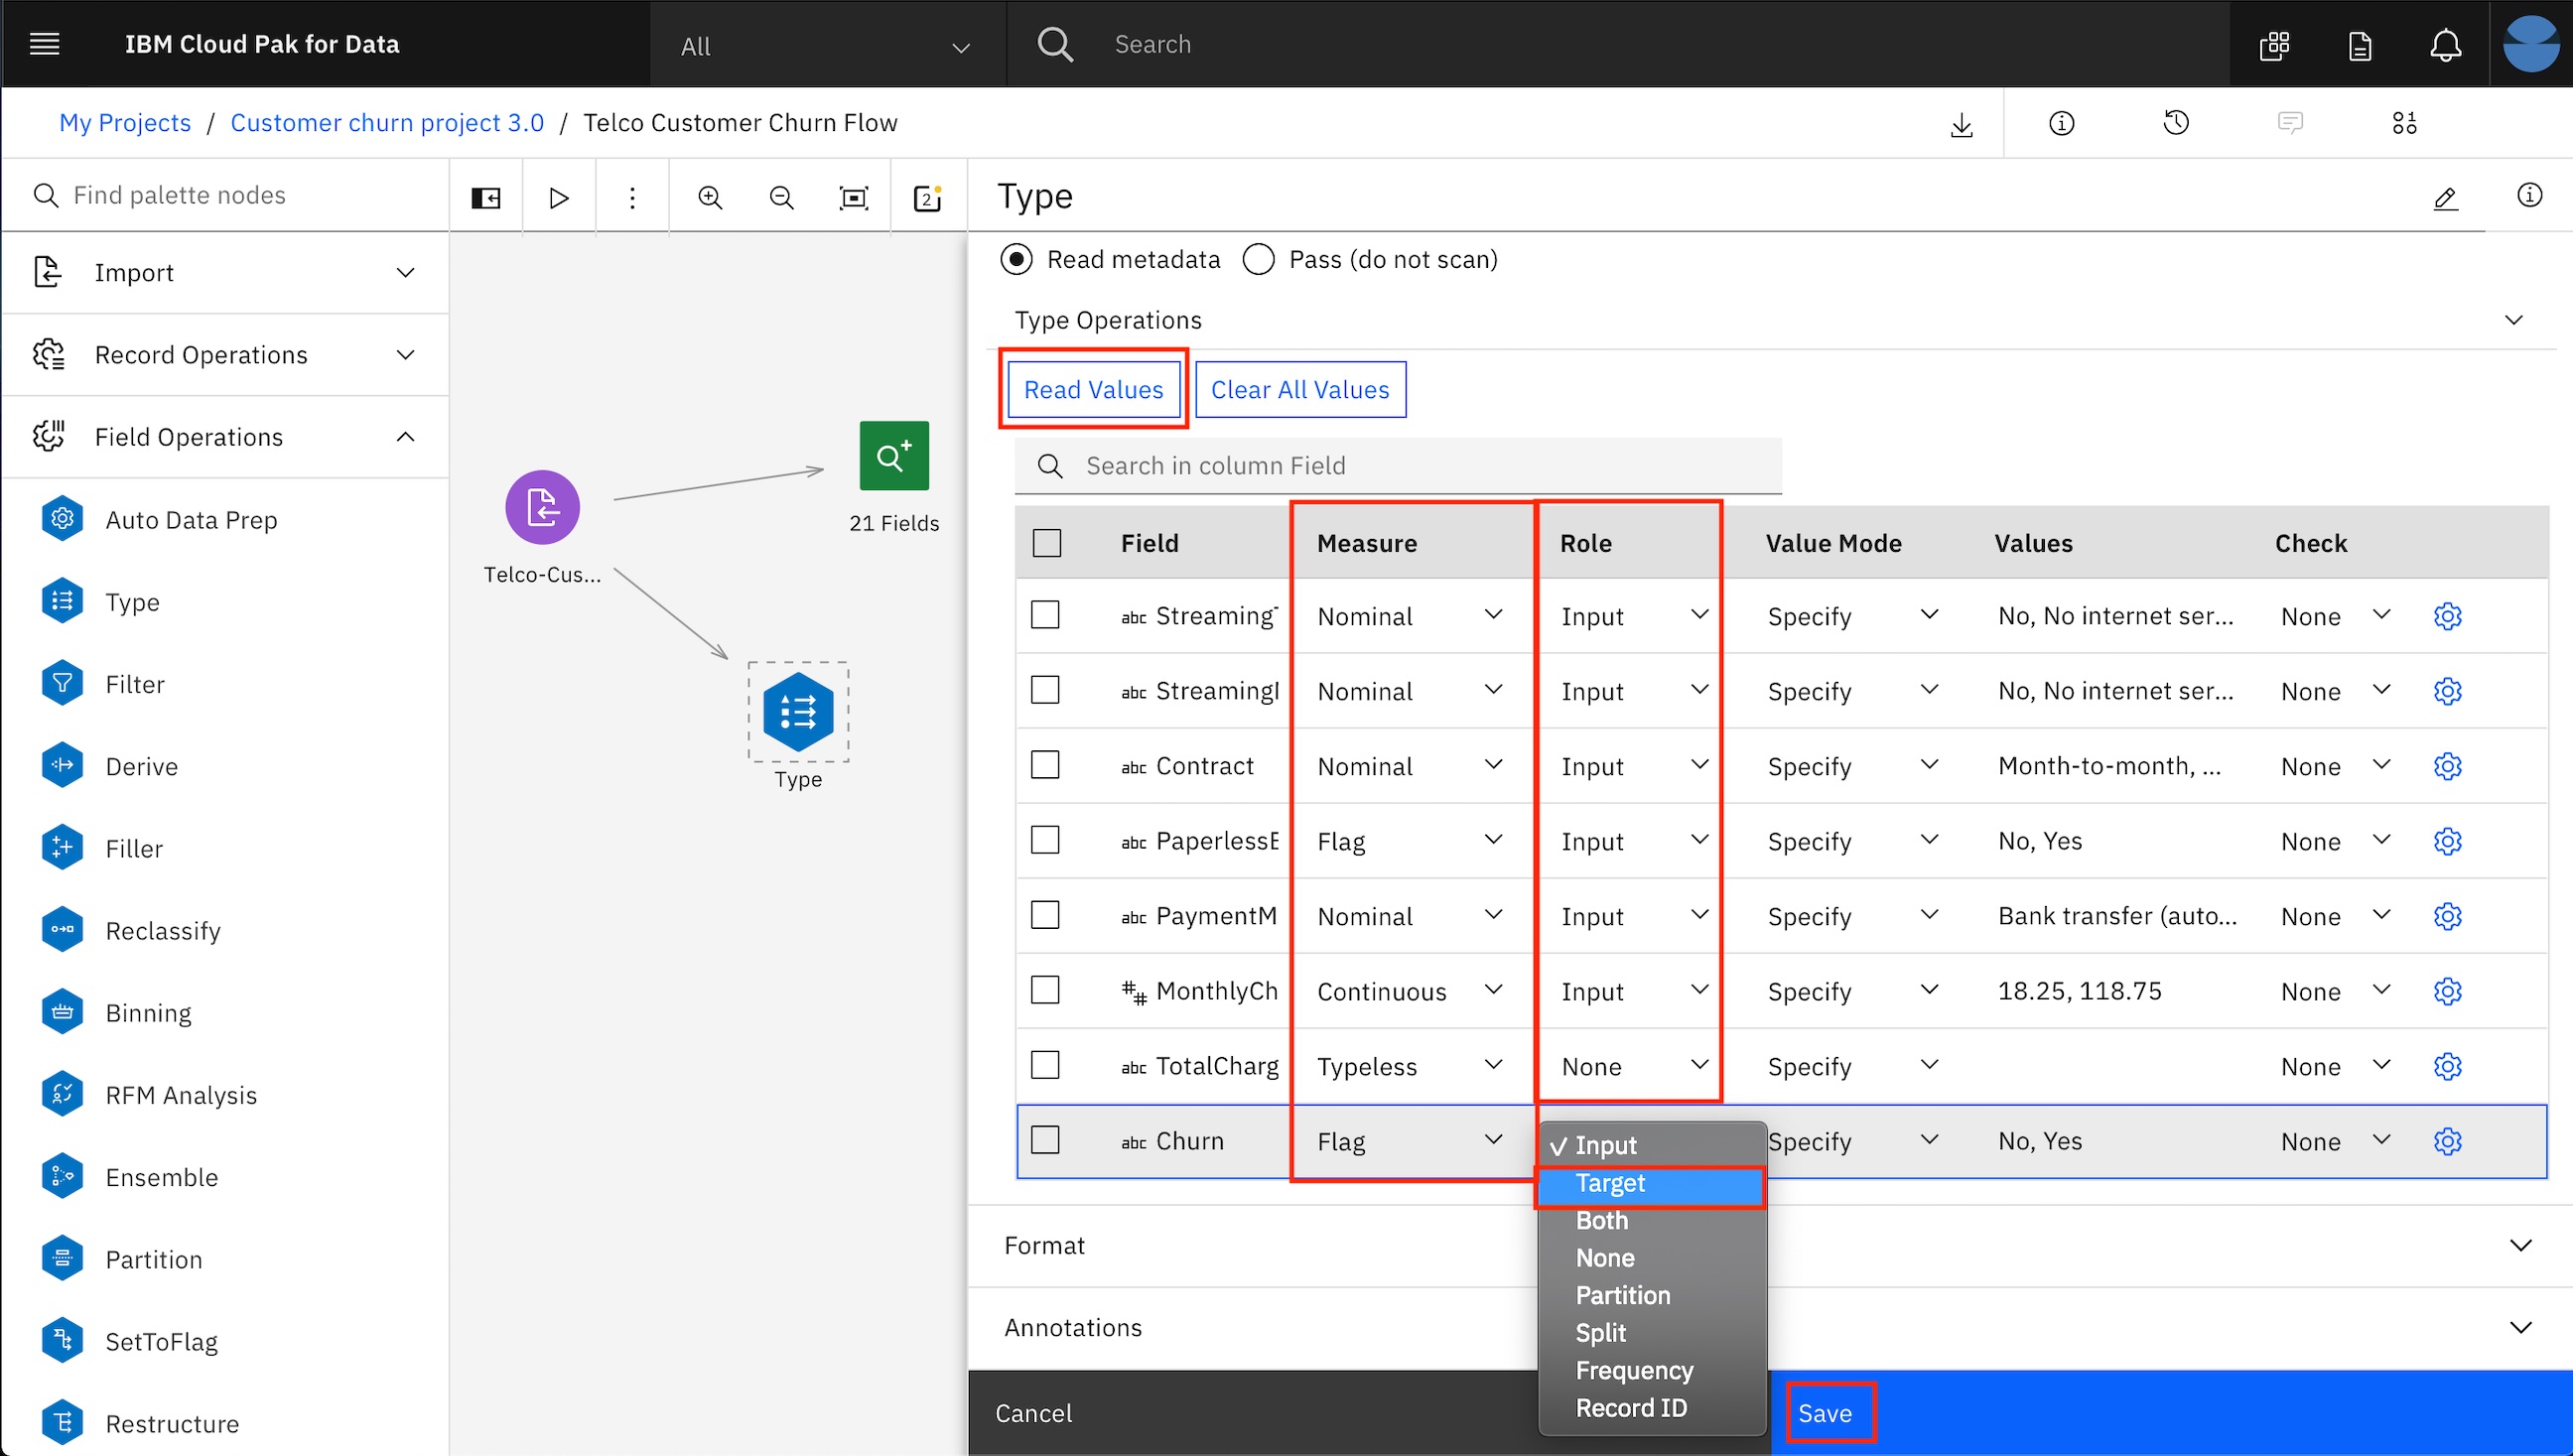 IBM Cloud Pak for Data All Search
My Projects / Customer churn project 3.0 / Telco Customer Churn Flow
Find palette nodes
Import
Record Operations
Field Operations
Auto Data Prep
Type
Filter
Derive
Filler
Reclassify
Binning
RFM Analysis
Ensemble
Partition
SetToFlag
Restructure
2
Telco-Cus...
21 Fields
Type
Type
Read metadata Pass (do not scan)
Type Operations
Read Values Clear All Values
Search in column Field
Field Measure Role Value Mode Values Check
abc Streaming Nominal Input Specify No, No internet ser... None
abc Streaming Nominal Input Specify No, No internet ser... None
abc Contract Nominal Input Specify Month-to-month, ... None
abc Paperless Flag Input Specify No, Yes None
abc PaymentM Nominal Input Specify Bank transfer (auto... None
## MonthlyCh Continuous Input Specify 18.25, 118.75 None
abc TotalCharg Typeless None Specify None
abc Churn Flag Specify No, Yes None
✓ Input
Target
Both
None
Partition
Split
Frequency
Record ID
Format
Annotations
Cancel Save